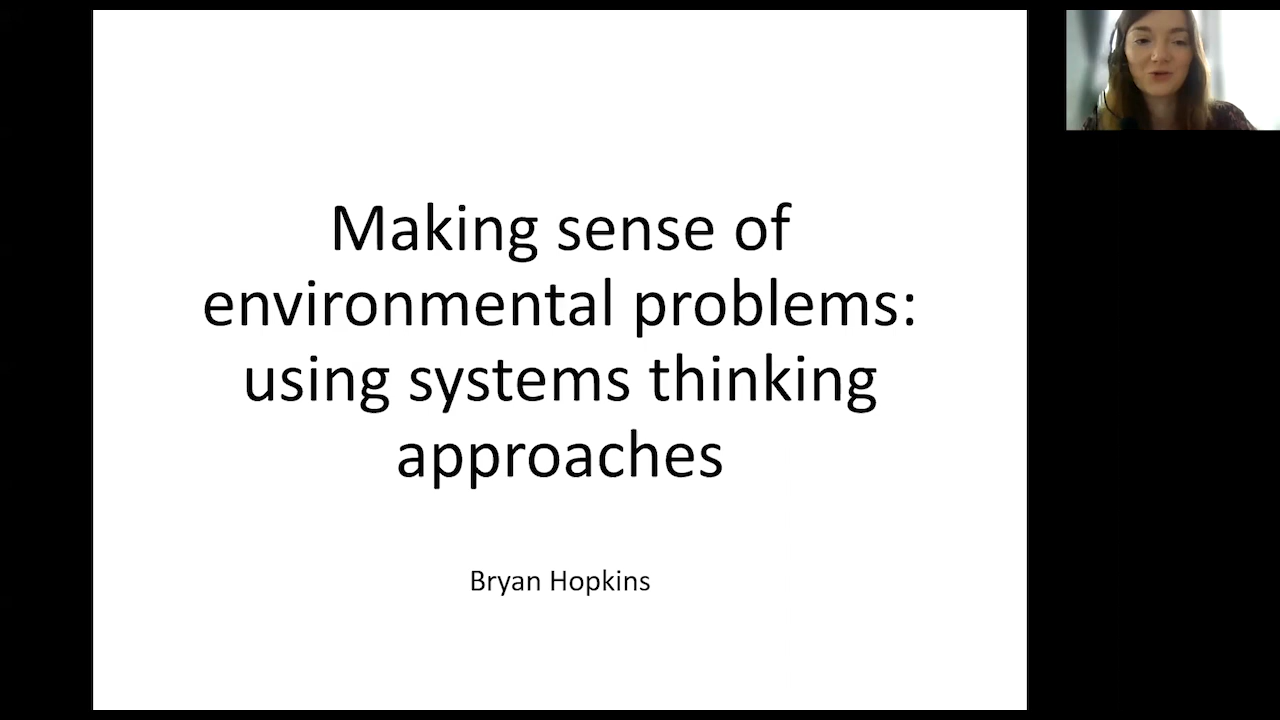 Making sense of
environmental problems:
using systems thinking
approaches
Bryan Hopkins